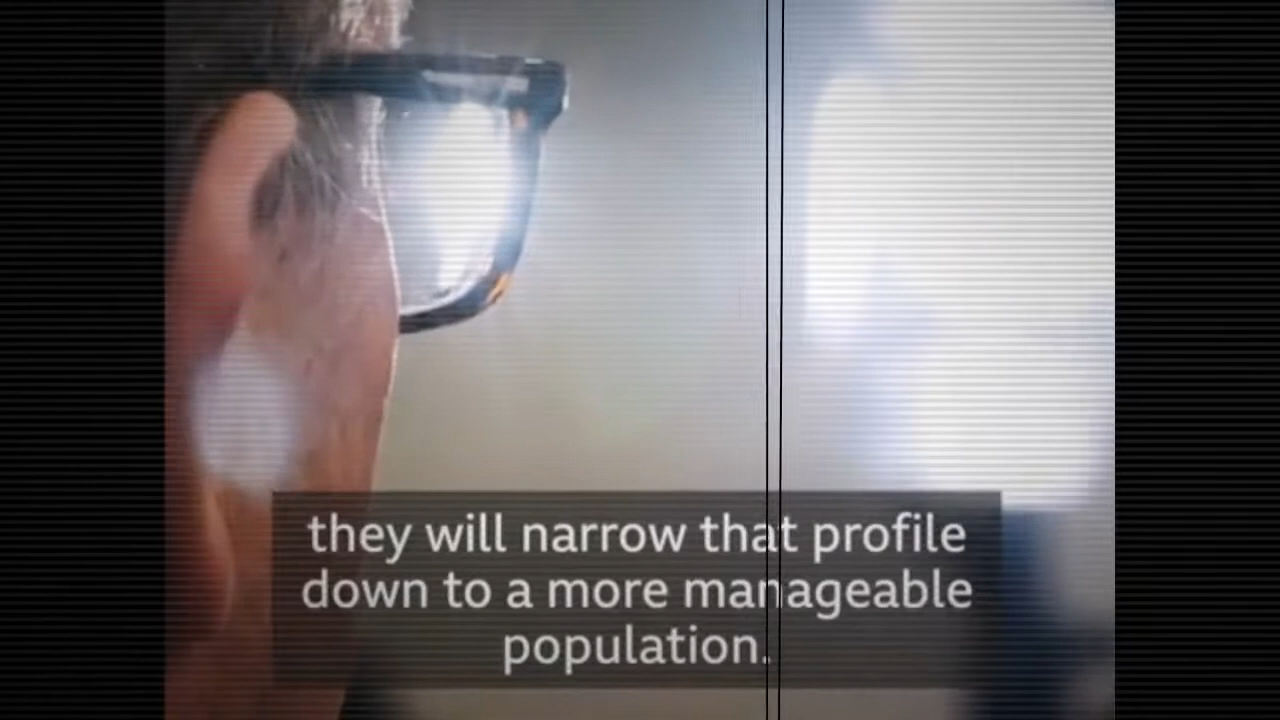 they will narrow that profile
down to a more manageable
population.